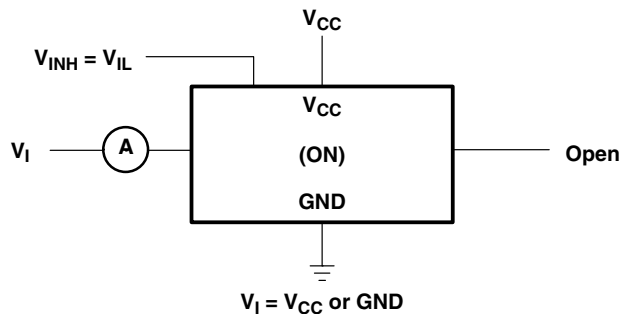 VCC
VINH = VIL
VCC
VI
A
(ON)
Open
GND
VI = VCC or GND